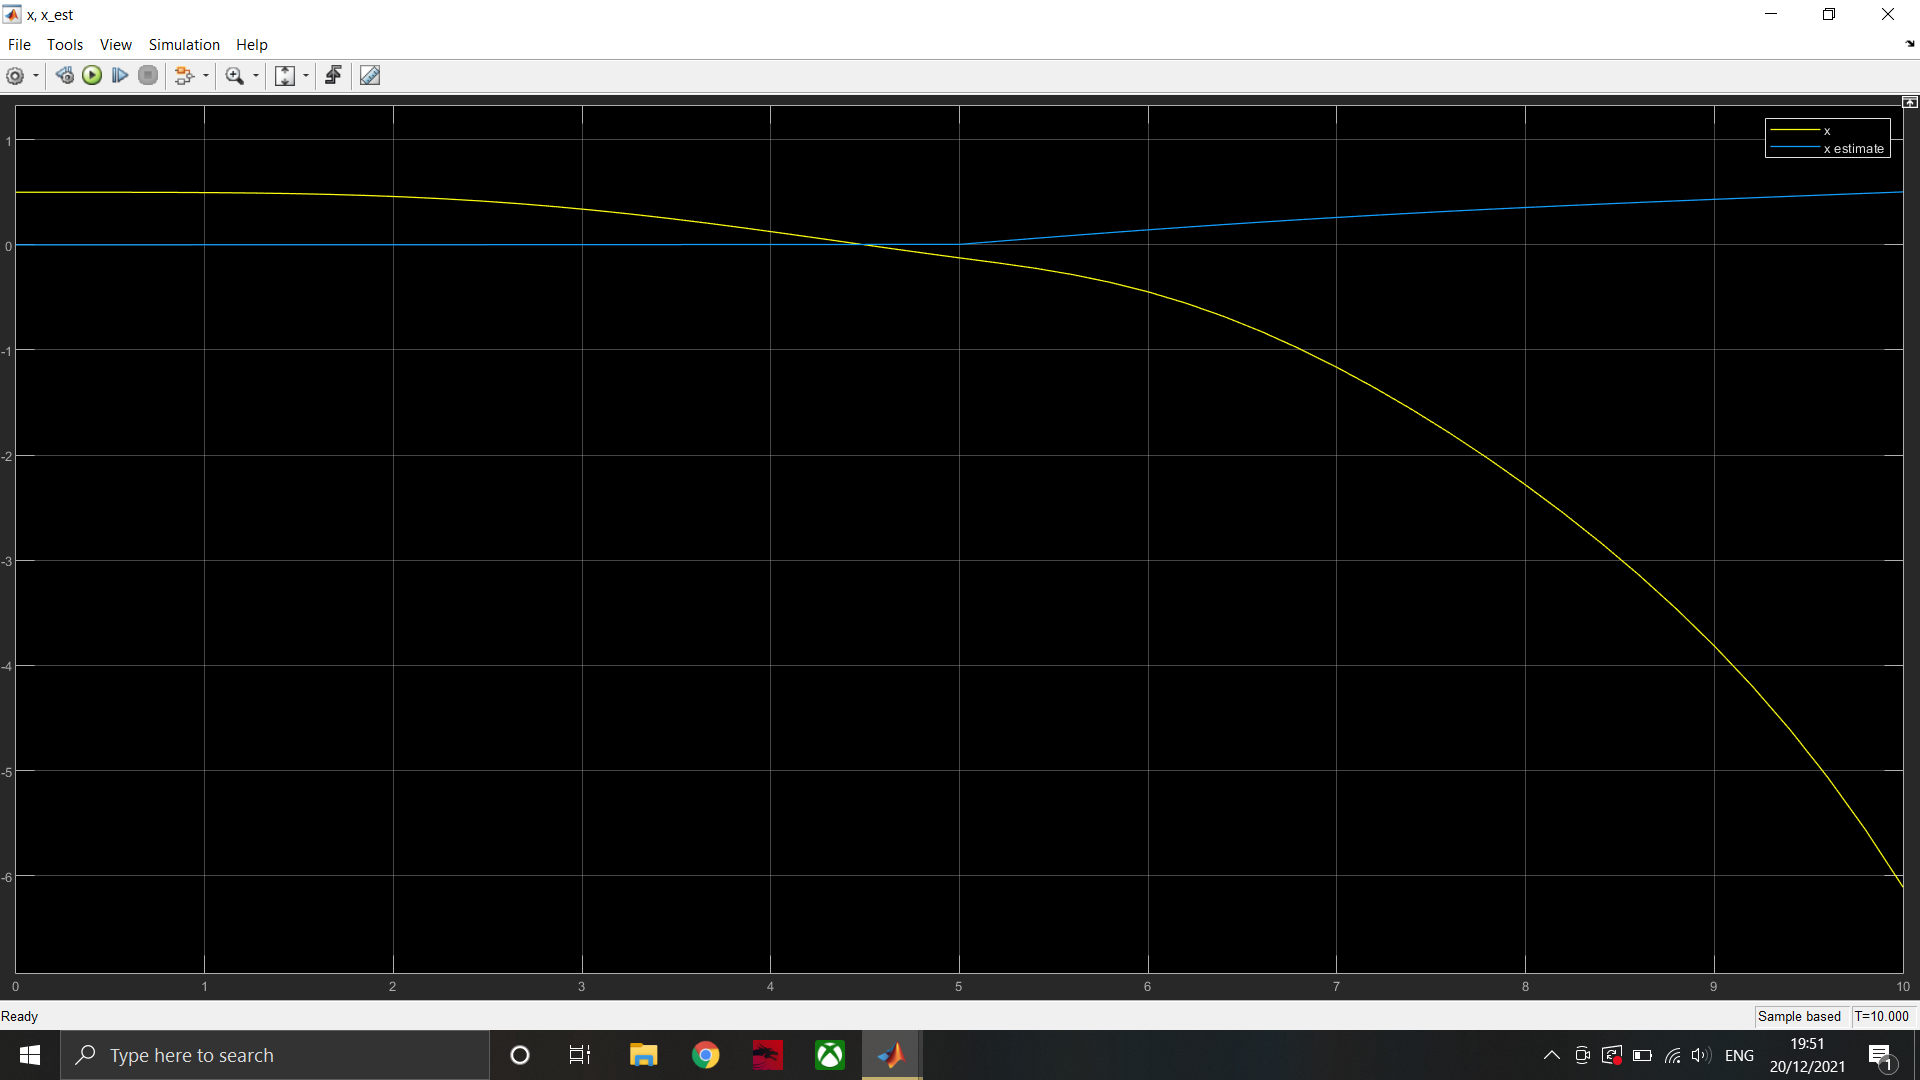 x, x_est
File Tools View Simulation Help
x
x estimate
1
0
-1
-2
-3
-4
-5
-6
0 1 2 3 4 5 6 7 8 9 10
Ready
Sample based T=10.000
Type here to search
ENG
19:51
20/12/2021
1